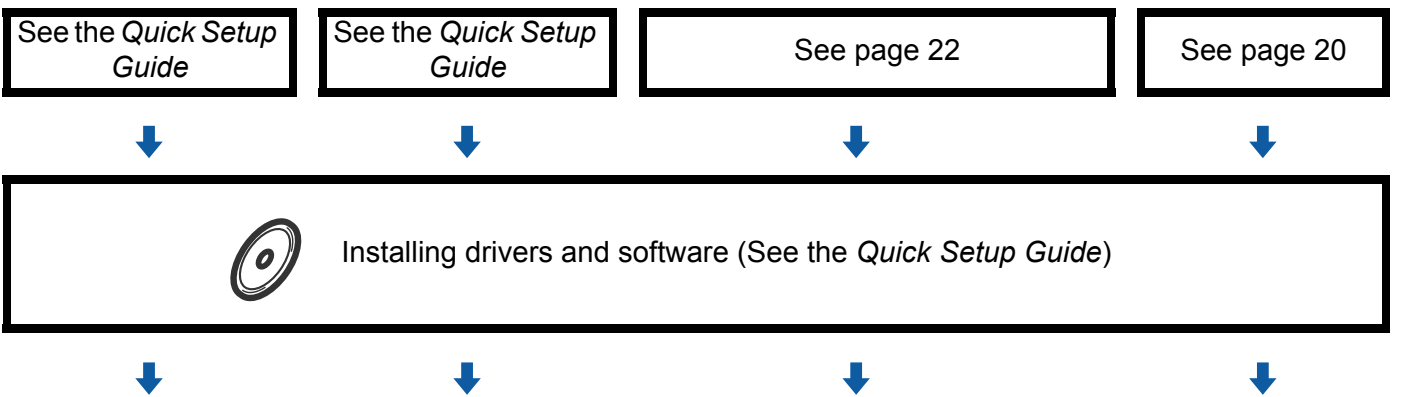 See the Quick Setup
Guide
See the Quick Setup
Guide
See page 22
See page 20
Installing drivers and software (See the Quick Setup Guide)